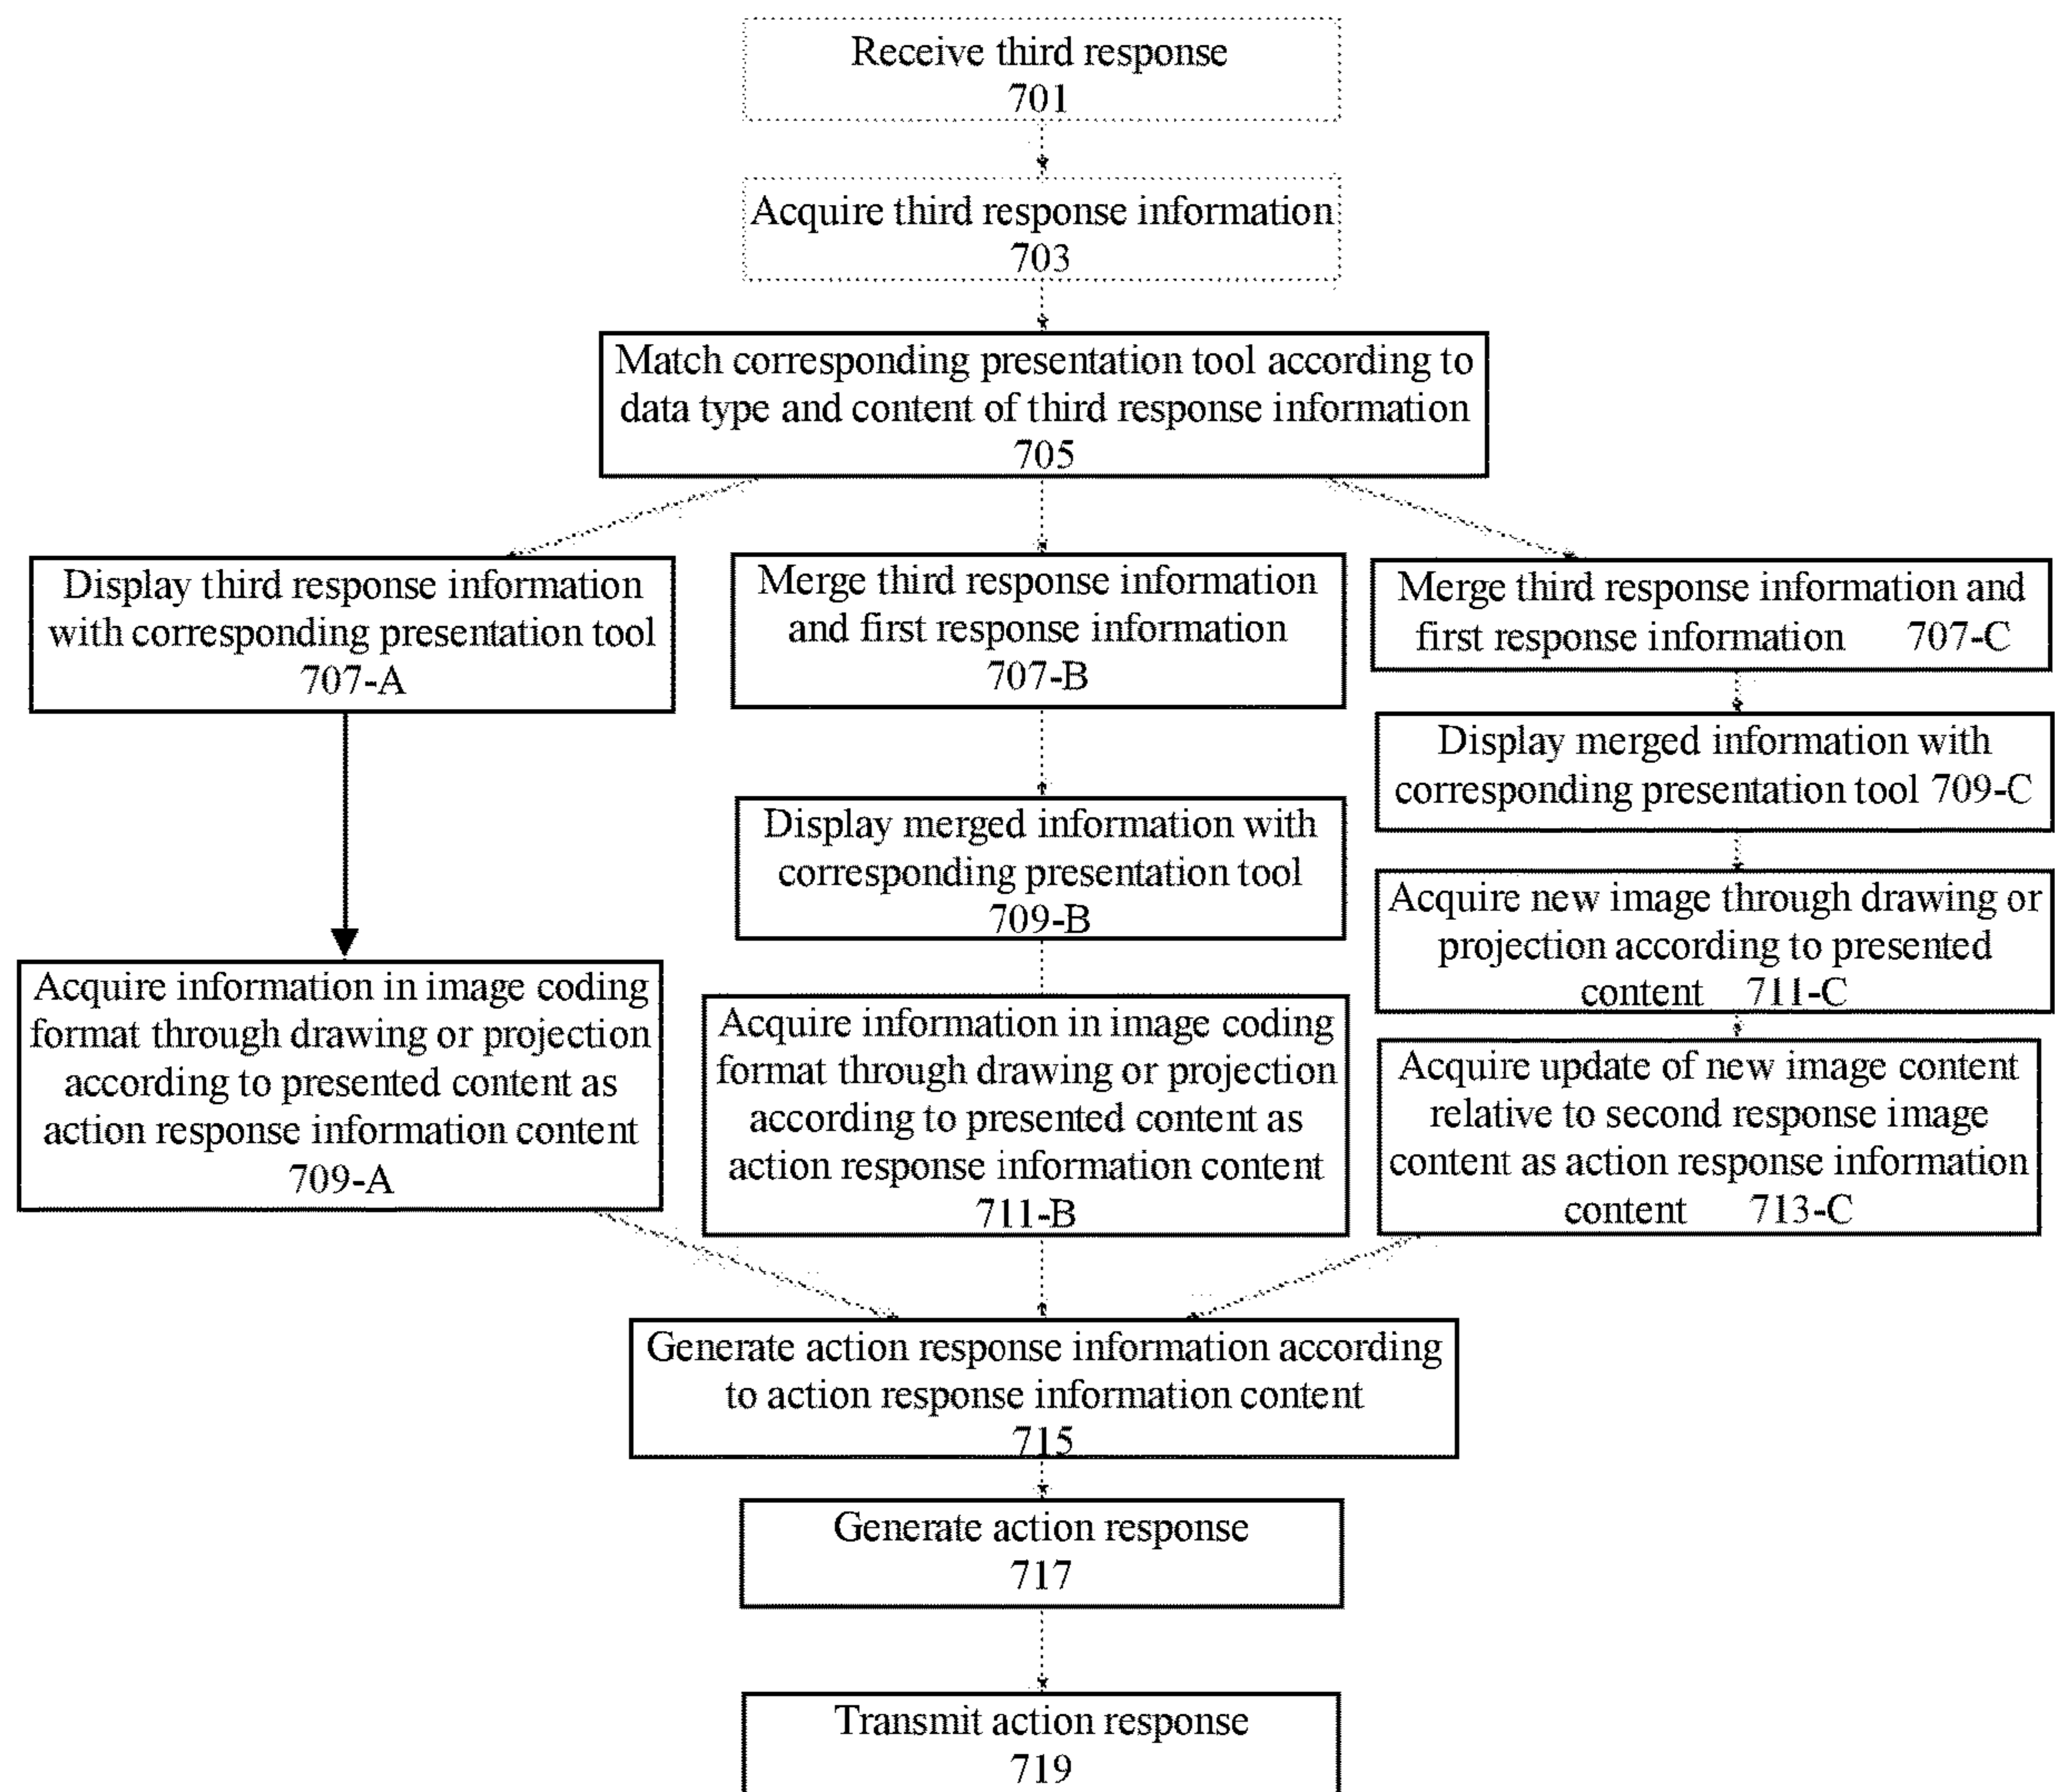 Receive third response
701
Acquire third response information
703
Match corresponding presentation tool according to
data type and content of third response information
705
Display third response information
with corresponding presentation tool
707-A
Merge third response information
and first response information
707-B
Merge third response information and
first response information 707-C
Display merged information with
corresponding presentation tool 709-C
Display merged information with
corresponding presentation tool
709-B
Acquire new image through drawing or
projection according to presented
content 711-C
Acquire information in image coding
format through drawing or projection
according to presented content as
action response information content
709-A
Acquire information in image coding
format through drawing or projection
according to presented content as
action response information content
711-B
Acquire update of new image content
relative to second response image
content as action response information
content 713-C
Generate action response information according
to action response information content
715
Generate action response
717
Transmit action response
719